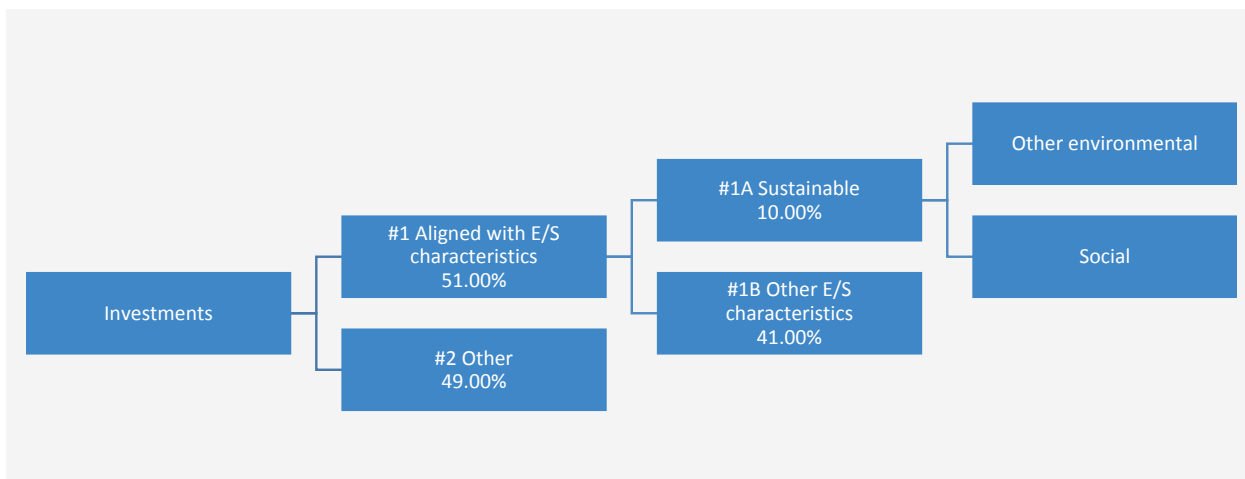 Investments
#1 Aligned with E/S
characteristics
51.00%
#2 Other
49.00%
#1A Sustainable
10.00%
#1B Other E/S
characteristics
41.00%
Other environmental
Social